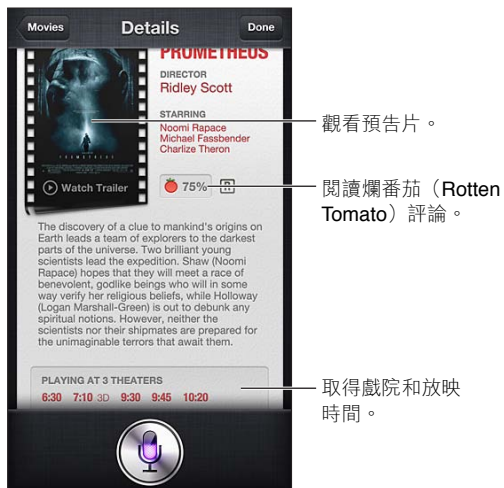 Movies
Details
Done
PROMETHEUS
DIRECTOR
Ridley Scott
STARRING
Noomi Rapace
Michael Fassbender
Charlize Theron
PROMETHEUS
Watch Trailer
75%
R
The discovery of a clue to mankind's origins on
Earth leads a team of explorers to the darkest
parts of the universe. Two brilliant young
scientists lead the expedition. Shaw (Noomi
Rapace) hopes that they will meet a race of
benevolent, godlike beings who will in some
way verify her religious beliefs, while Holloway
(Logan Marshall-Green) is out to debunk any
spiritual notions. However, neither the
scientists nor their shipmates are prepared for
the unimaginable terrors that await them.
PLAYING AT 3 THEATERS
6:30 7:10 3D 9:30 9:45 10:20
觀看預告片。
閱讀爛番茄（Rotten
Tomato）評論。
取得戲院和放映
時間。